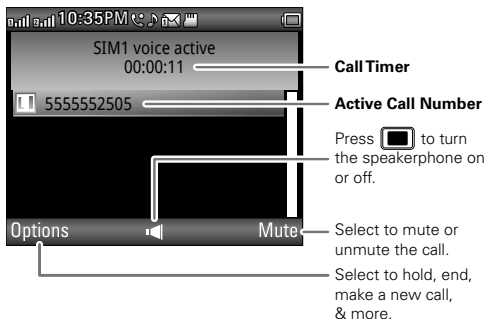 10:35PM
SIM1 voice active
00:00:11
5555552505
Options
Mute
Call Timer
Active Call Number
Press to turn
the speakerphone on
or off.
Select to mute or
unmute the call.
Select to hold, end,
make a new call,
& more.